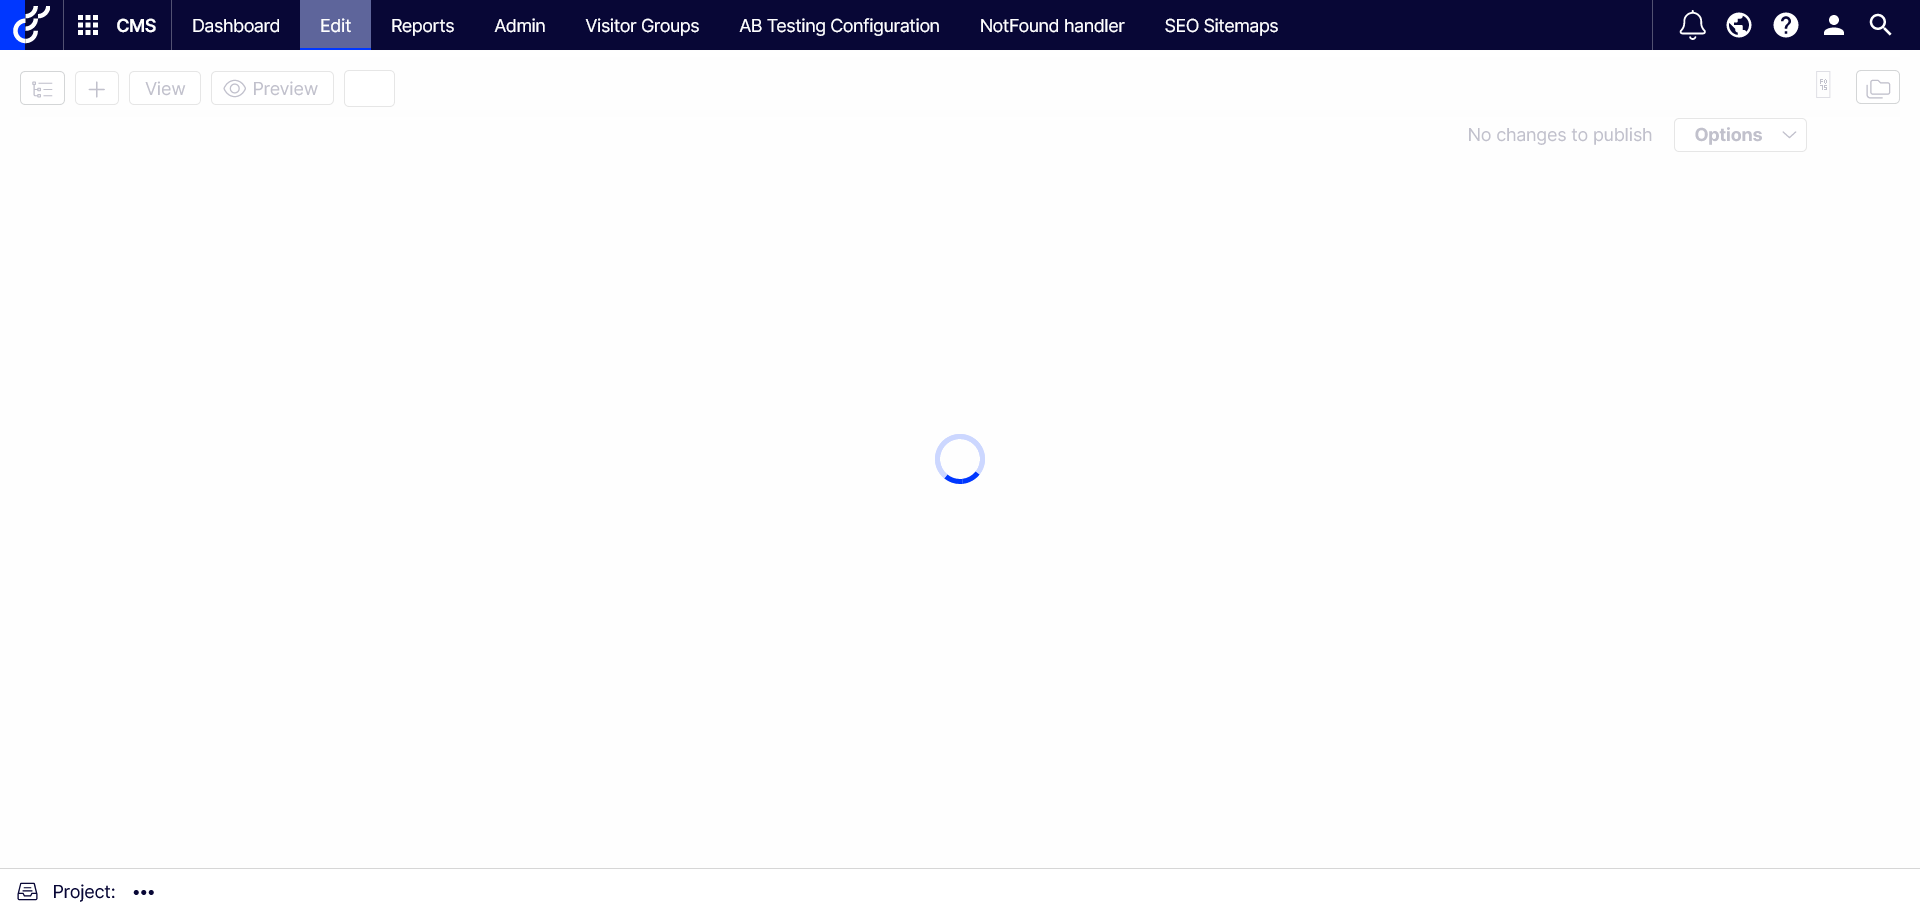 CMS Dashboard Edit Reports Admin Visitor Groups AB Testing Configuration NotFound handler SEO Sitemaps
View Preview
No changes to publish Options
Project: